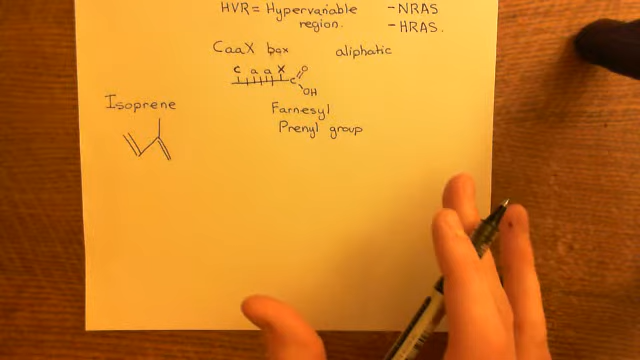 HVR = Hypervariable
region.
-NRAS
-HRAS.
CaaX box
aliphatic
C a a X
C
O
OH
Isoprene
Farnesyl
Prenyl group